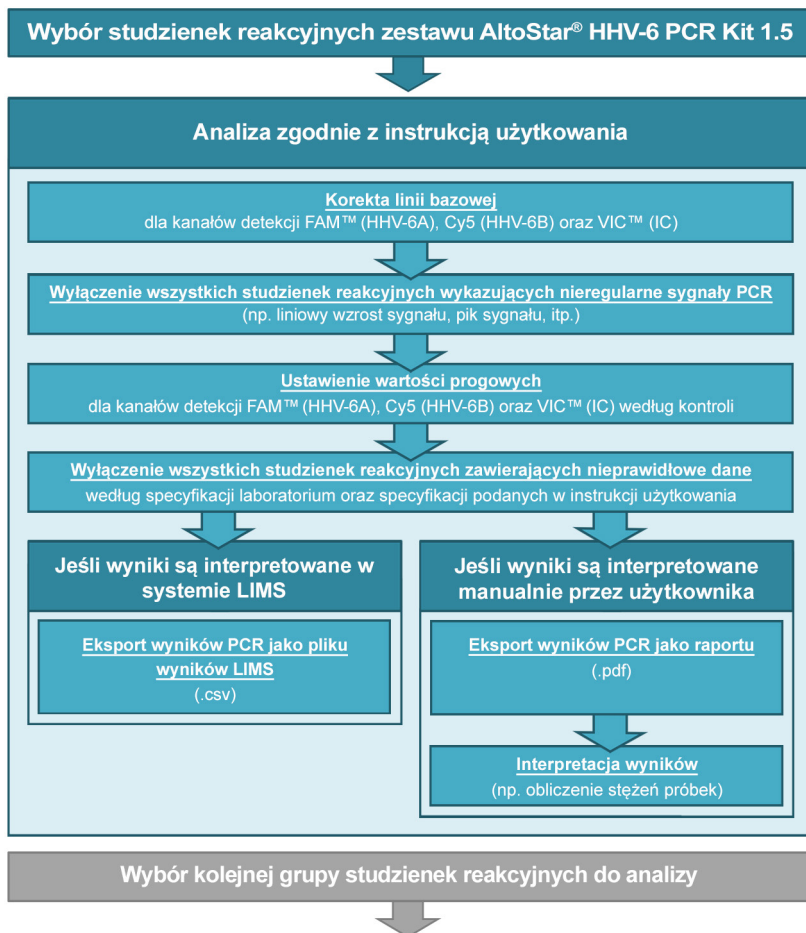 Wybór studzienek reakcyjnych zestawu AltoStar® HHV-6 PCR Kit 1.5
Analiza zgodnie z instrukcją użytkowania
Korekta linii bazowej
dla kanałów detekcji FAM™ (HHV-6A), Cy5 (HHV-6B) oraz VIC™ (IC)
Wyłączenie wszystkich studzienek reakcyjnych wykazujących nieregularne sygnały PCR
(np. liniowy wzrost sygnału, pik sygnału, itp.)
Ustawienie wartości progowych
dla kanałów detekcji FAM™ (HHV-6A), Cy5 (HHV-6B) oraz VIC™ (IC) według kontroli
Wyłączenie wszystkich studzienek reakcyjnych zawierających nieprawidłowe dane
według specyfikacji laboratorium oraz specyfikacji podanych w instrukcji użytkowania
Jeśli wyniki są interpretowane w
systemie LIMS
Eksport wyników PCR jako pliku
wyników LIMS
(.csv)
Jeśli wyniki są interpretowane
manualnie przez użytkownika
Eksport wyników PCR jako raportu
(.pdf)
Interpretacja wyników
(np. obliczenie stężeń próbek)
Wybór kolejnej grupy studzienek reakcyjnych do analizy